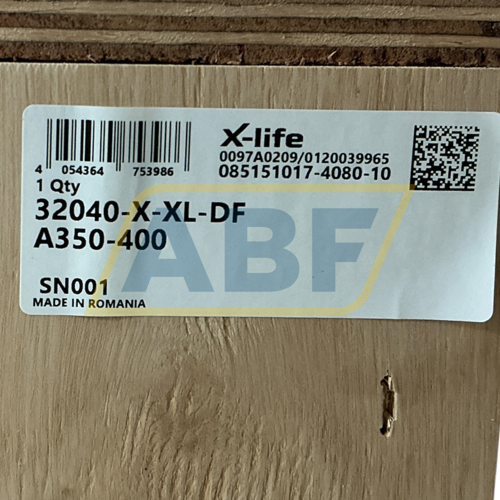 X-life
4 054364 753986
0097A0209/0120039965
085151017-4080-10
1 Qty
32040-X-XL-DF
A350-400
SN001
MADE IN ROMANIA
ABF